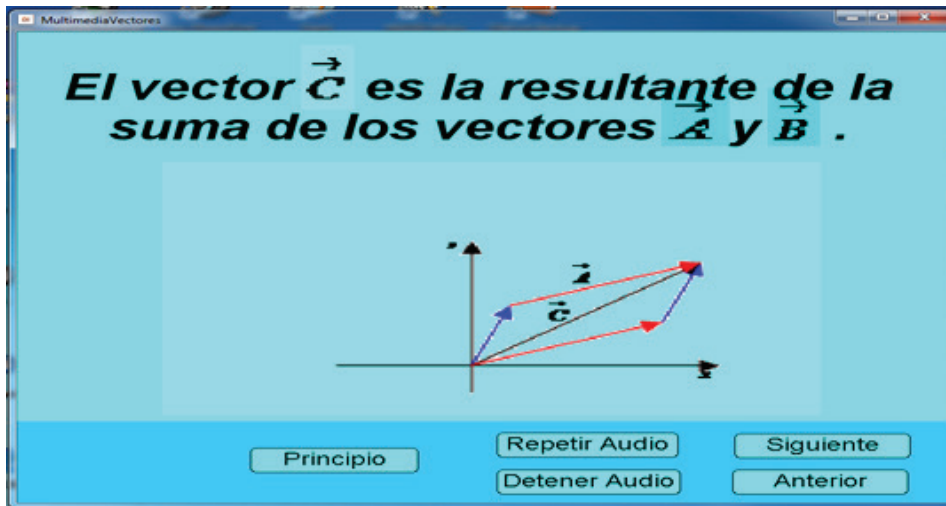 MultimediaVectores
El vector C⃗ es la resultante de la
suma de los vectores A⃗ y B⃗ .
A⃗
C⃗
x
Principio
Repetir Audio
Detener Audio
Siguiente
Anterior